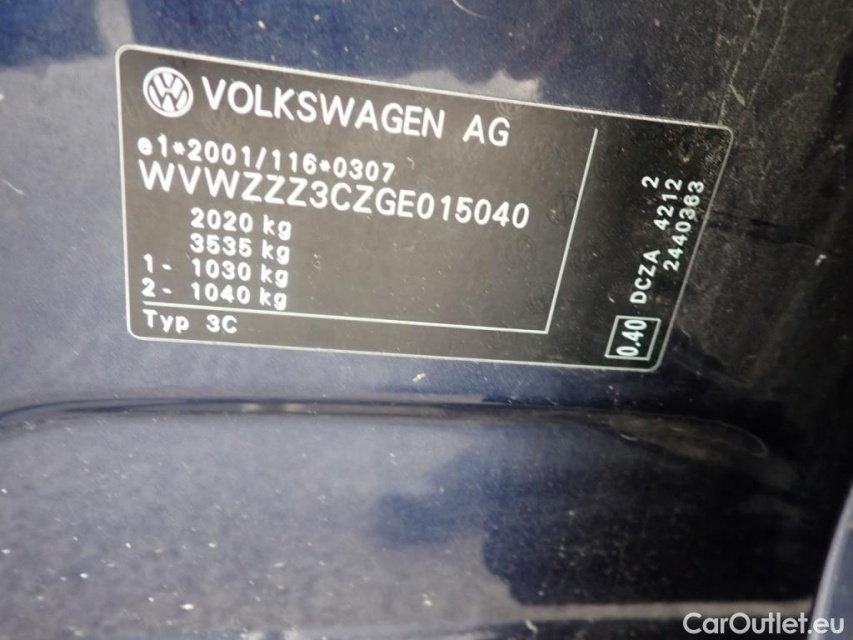 VOLKSWAGEN AG
e1*2001/116*0307
WVWZZZ3CZGE015040
2020 kg
3535 kg
1 - 1030 kg
2 - 1040 kg
Typ 3C
2
DCZA 4212
2440363
0.40
CarOutlet.eu